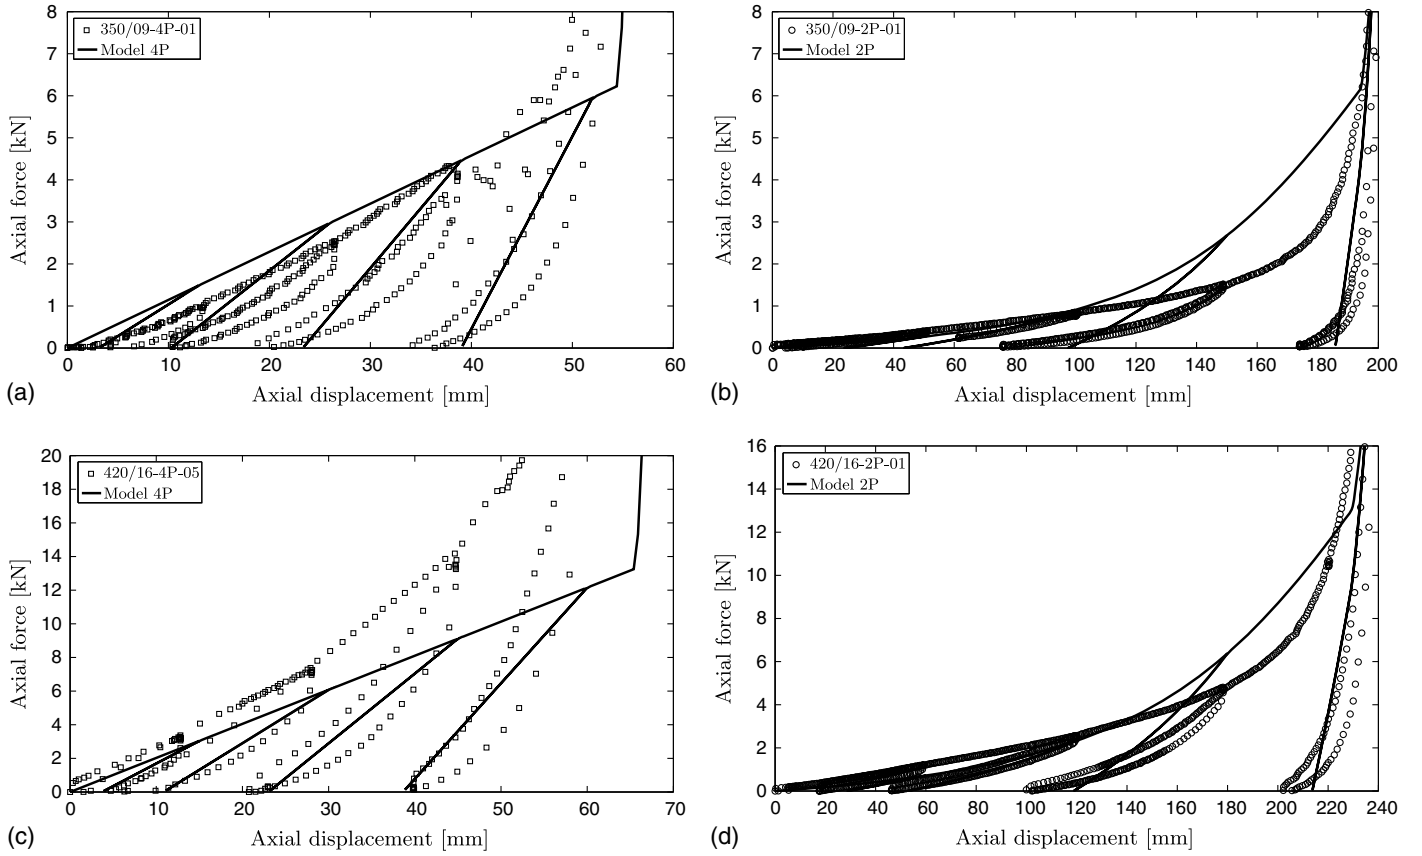 8
7
6
5
4
3
2
1
0
Axial force [kN]
350/09-4P-01
Model 4P
0 10 20 30 40 50 60
Axial displacement [mm]
(a)
8
7
6
5
4
3
2
1
0
Axial force [kN]
350/09-2P-01
Model 2P
0 20 40 60 80 100 120 140 160 180 200
Axial displacement [mm]
(b)
20
18
16
14
12
10
8
6
4
2
0
Axial force [kN]
420/16-4P-05
Model 4P
0 10 20 30 40 50 60 70
Axial displacement [mm]
(c)
16
14
12
10
8
6
4
2
0
Axial force [kN]
420/16-2P-01
Model 2P
0 20 40 60 80 100 120 140 160 180 200 220 240
Axial displacement [mm]
(d)